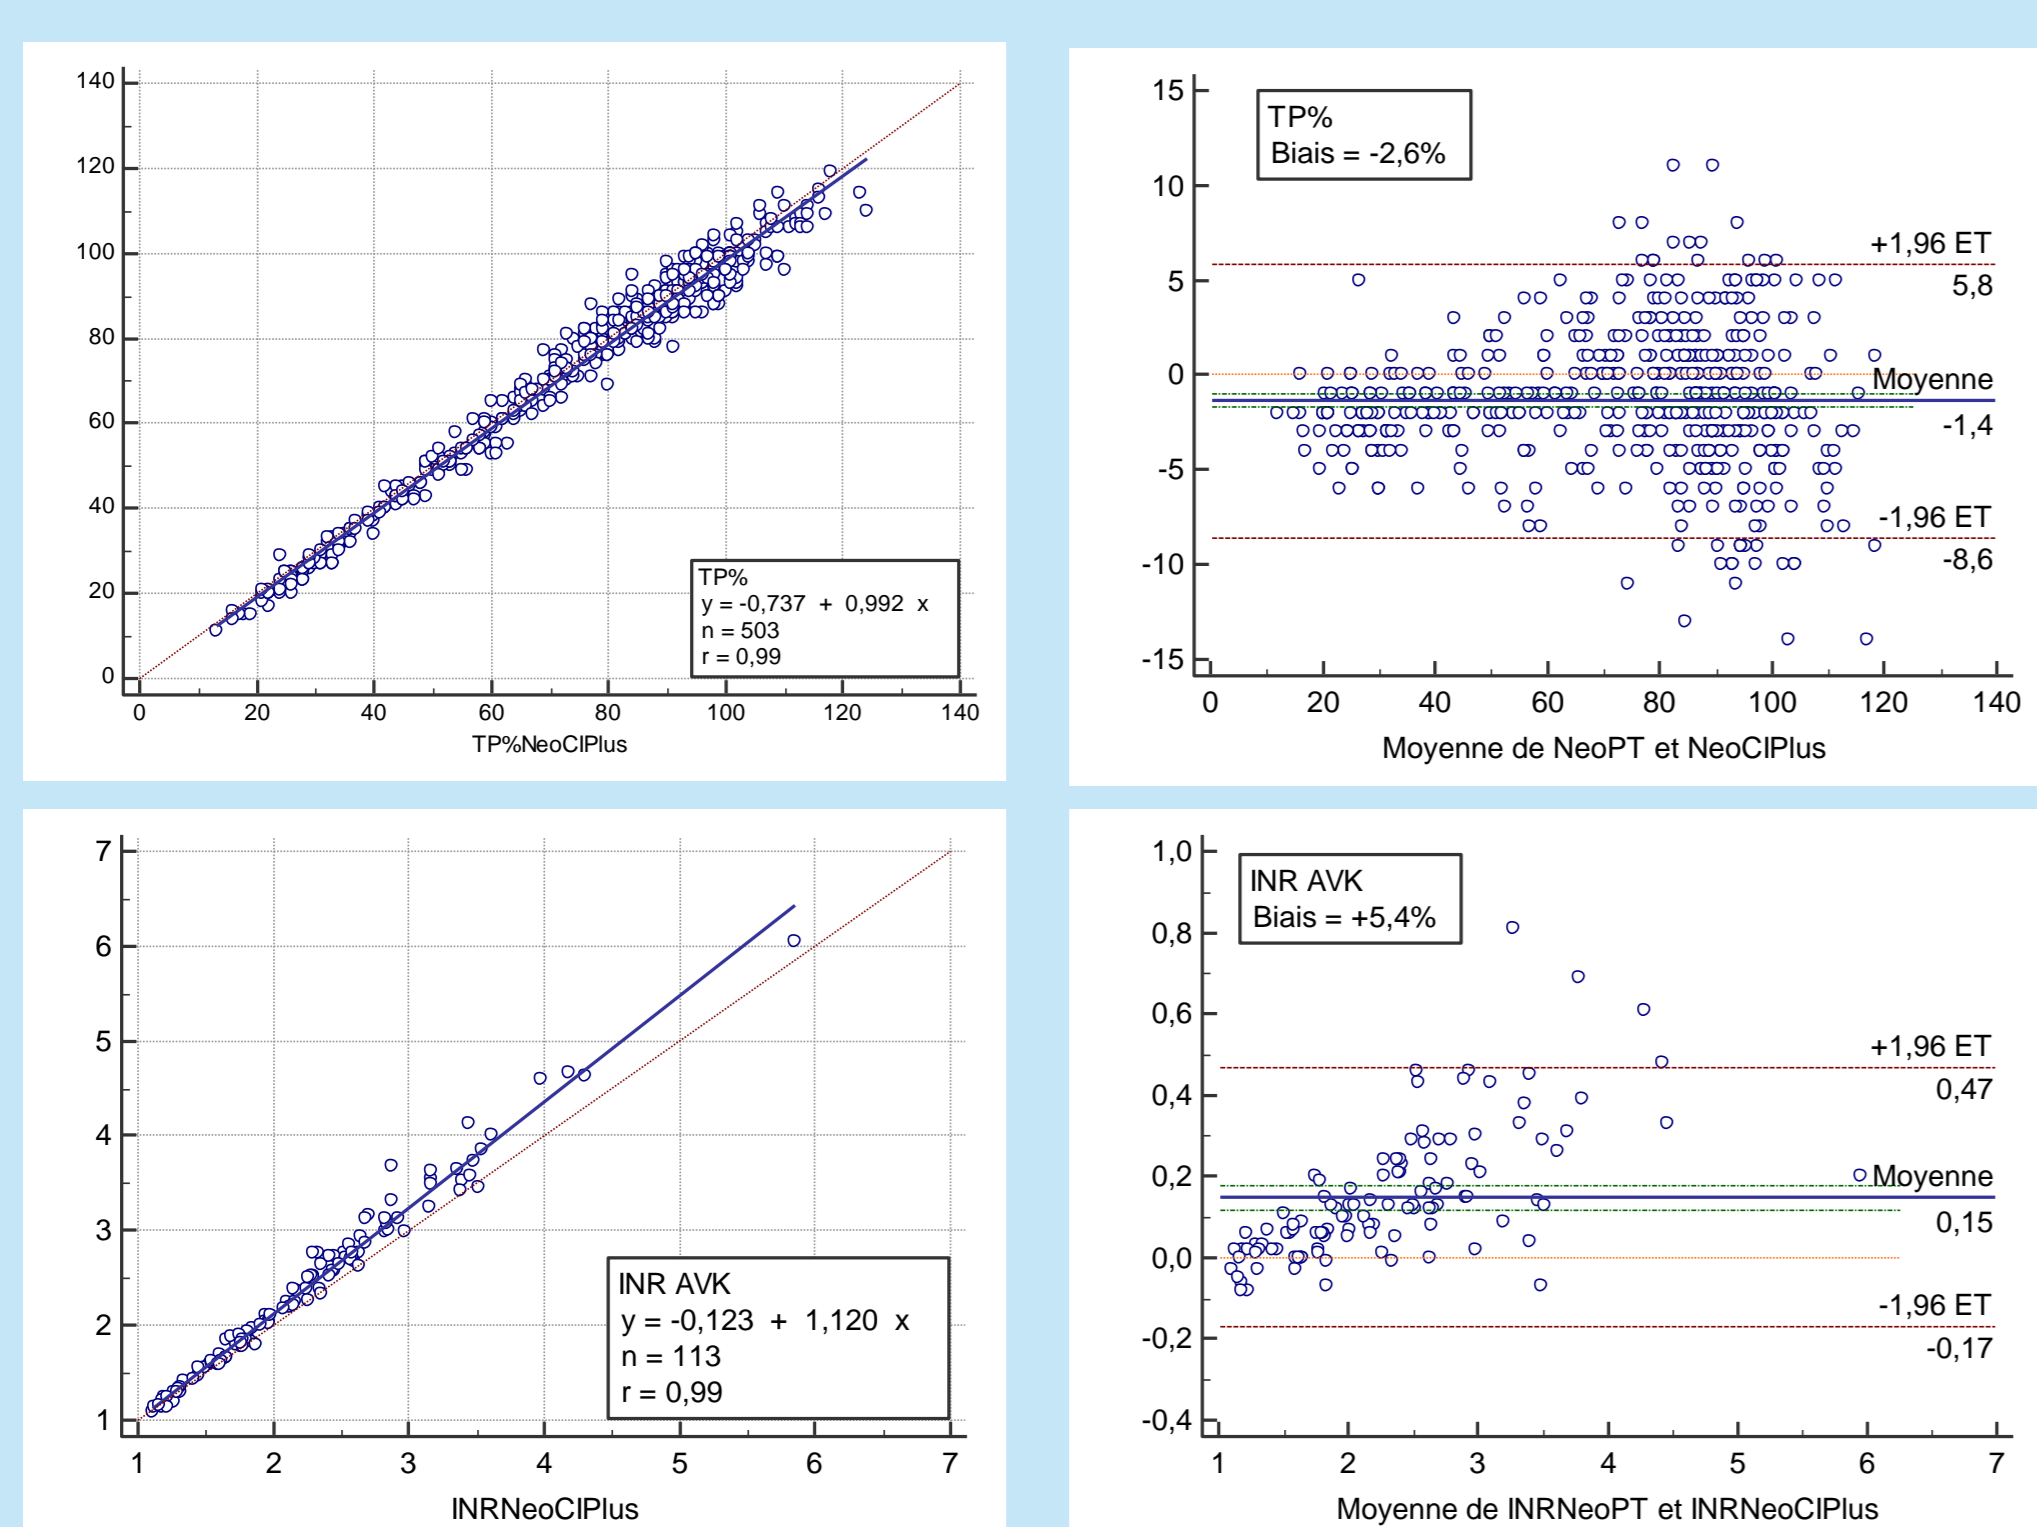 140
120
100
80
60
40
20
0
TP%
y = -0,737 + 0,992 x
n = 503
r = 0,99
0 20 40 60 80 100 120 140
TP%NeoCIPlus
15
10
5
0
-5
-10
-15
TP%
Biais = -2,6%
+1,96 ET
5,8
Moyenne
-1,4
-1,96 ET
-8,6
0 20 40 60 80 100 120 140
Moyenne de NeoPT et NeoCIPlus
7
6
5
4
3
2
1
INR AVK
y = -0,123 + 1,120 x
n = 113
r = 0,99
1 2 3 4 5 6 7
INRNeoCIPlus
1,0
0,8
0,6
0,4
0,2
0,0
-0,2
-0,4
INR AVK
Biais = +5,4%
+1,96 ET
0,47
Moyenne
0,15
-1,96 ET
-0,17
1 2 3 4 5 6 7
Moyenne de INRNeoPT et INRNeoCIPlus